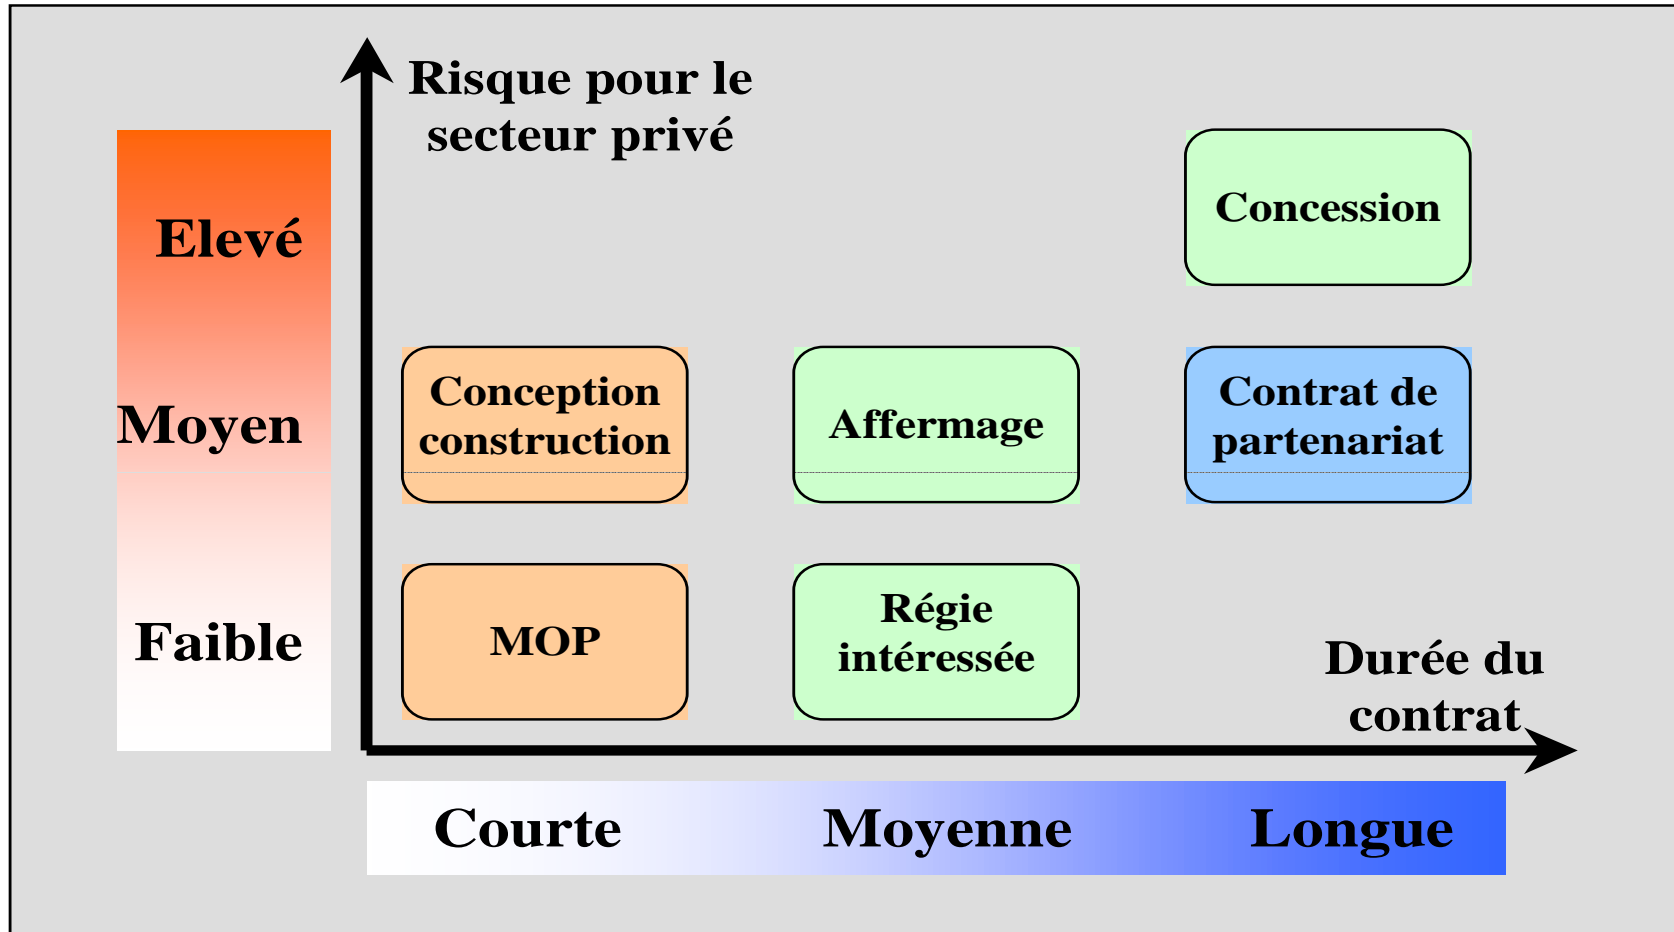 Risque pour le
secteur privé
Elevé
Concession
Moyen
Conception
construction
Affermage
Contrat de
partenariat
Faible
MOP
Régie
intéressée
Durée du
contrat
Courte
Moyenne
Longue